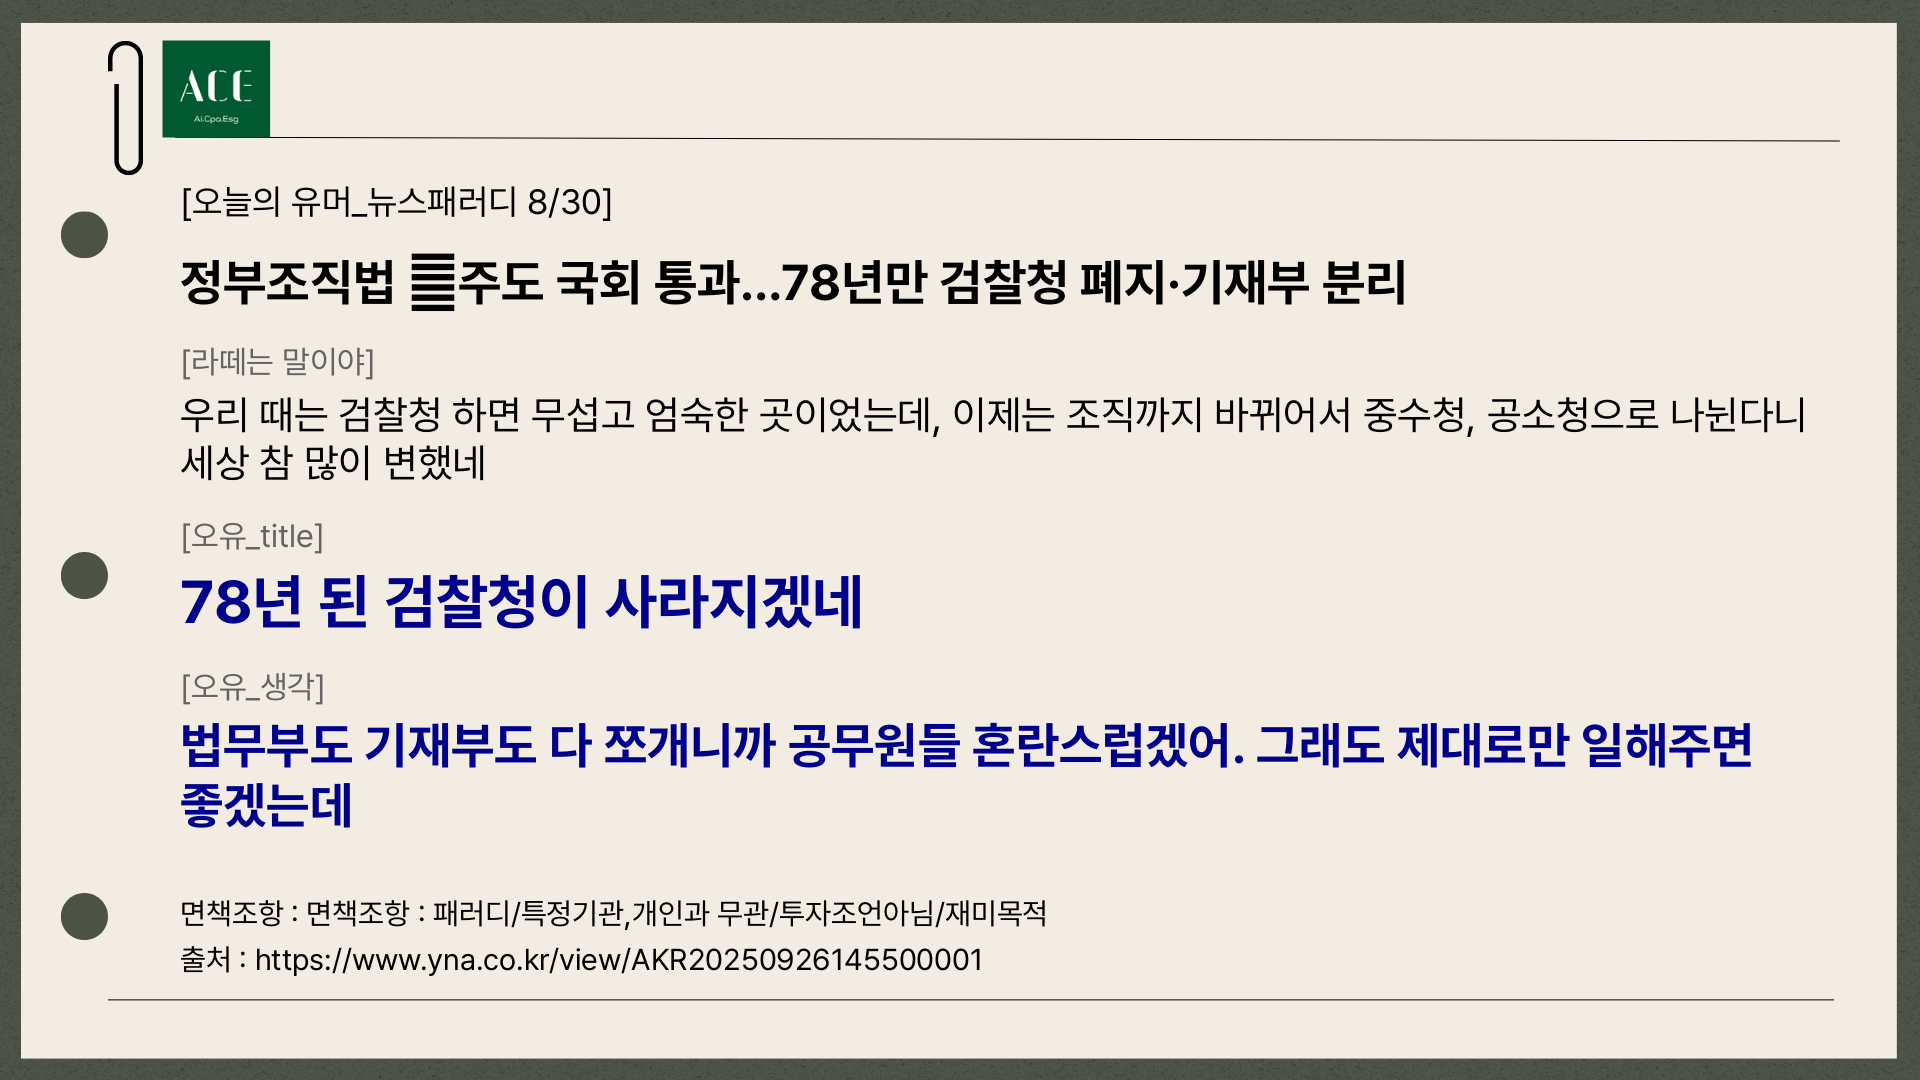 ACE
Ai.Cpa.Esg
[오늘의 유머_뉴스패러디 8/30]
정부조직법 주도 국회 통과...78년만 검찰청 폐지·기재부 분리
[라떼는 말이야]
우리 때는 검찰청 하면 무섭고 엄숙한 곳이었는데, 이제는 조직까지 바뀌어서 중수청, 공소청으로 나뉜다니
세상 참 많이 변했네
[오유_title]
78년 된 검찰청이 사라지겠네
[오유_생각]
법무부도 기재부도 다 쪼개니까 공무원들 혼란스럽겠어. 그래도 제대로만 일해주면
좋겠는데
면책조항 : 면책조항 : 패러디/특정기관,개인과 무관/투자조언아님/재미목적
출처 : https://www.yna.co.kr/view/AKR20250926145500001